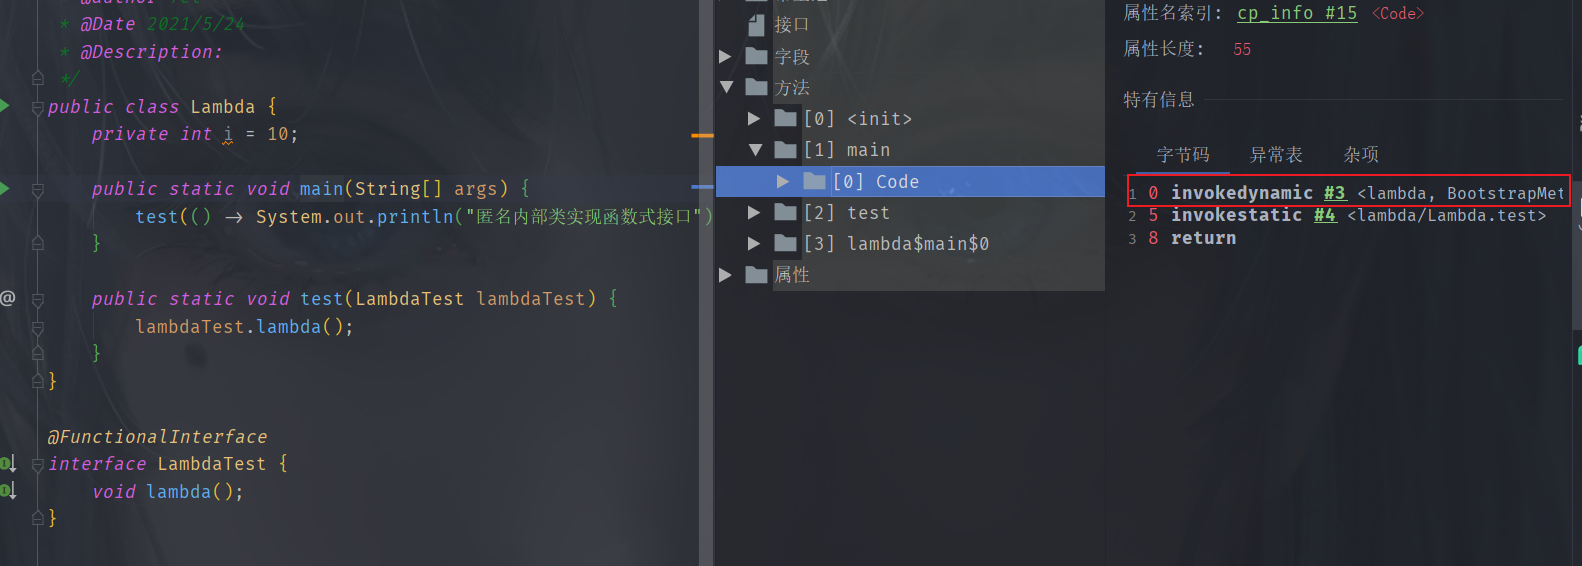 * @Date 2021/5/24
* @Description:
*/
public class Lambda {
private int i = 10;
public static void main(String[] args) {
test(() -> System.out.println("匿名内部类实现函数式接口")
}
public static void test(LambdaTest lambdaTest) {
lambdaTest.lambda();
}
}
@FunctionalInterface
interface LambdaTest {
void lambda();
}
接口
字段
方法
[0] <init>
[1] main
[0] Code
[2] test
[3] lambda$main$0
属性
属性名索引: cp_info #15 <Code>
属性长度: 55
特有信息
字节码 异常表 杂项
1 0 invokedynamic #3 <lambda, BootstrapMet
2 5 invokestatic #4 <lambda/Lambda.test>
3 8 return